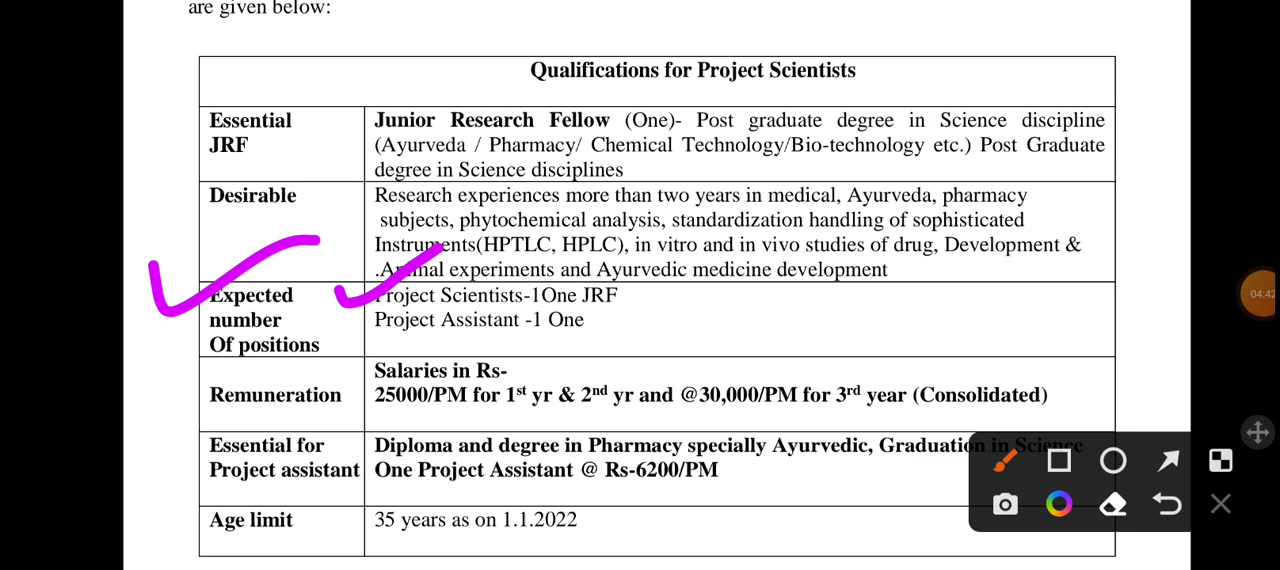 are given below:
Qualifications for Project Scientists
Essential
JRF
Junior Research Fellow (One)- Post graduate degree in Science discipline
(Ayurveda / Pharmacy/ Chemical Technology/Bio-technology etc.) Post Graduate
degree in Science disciplines
Desirable
Research experiences more than two years in medical, Ayurveda, pharmacy
subjects, phytochemical analysis, standardization handling of sophisticated
Instruments(HPTLC, HPLC), in vitro and in vivo studies of drug, Development &
.Animal experiments and Ayurvedic medicine development
Expected
number
Of positions
Project Scientists-1One JRF
Project Assistant -1 One
Remuneration
Salaries in Rs-
25000/PM for 1st yr & 2nd yr and @30,000/PM for 3rd year (Consolidated)
Essential for
Project assistant
Diploma and degree in Pharmacy specially Ayurvedic, Graduation in Science
One Project Assistant @ Rs-6200/PM
Age limit
35 years as on 1.1.2022
04:42